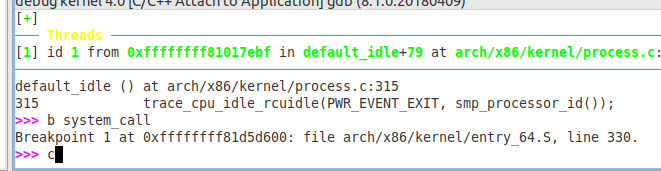 debug kernel 4.0 [C/C++ Attach to Application] gdb (8.1.0.20180409)
[+]
Threads
[1] id 1 from 0xffffffff81017ebf in default_idle+79 at arch/x86/kernel/process.c:
default_idle () at arch/x86/kernel/process.c:315
315 trace_cpu_idle_rcuidle(PWR_EVENT_EXIT, smp_processor_id());
>>> b system_call
Breakpoint 1 at 0xffffffff81d5d600: file arch/x86/kernel/entry_64.S, line 330.
>>> c